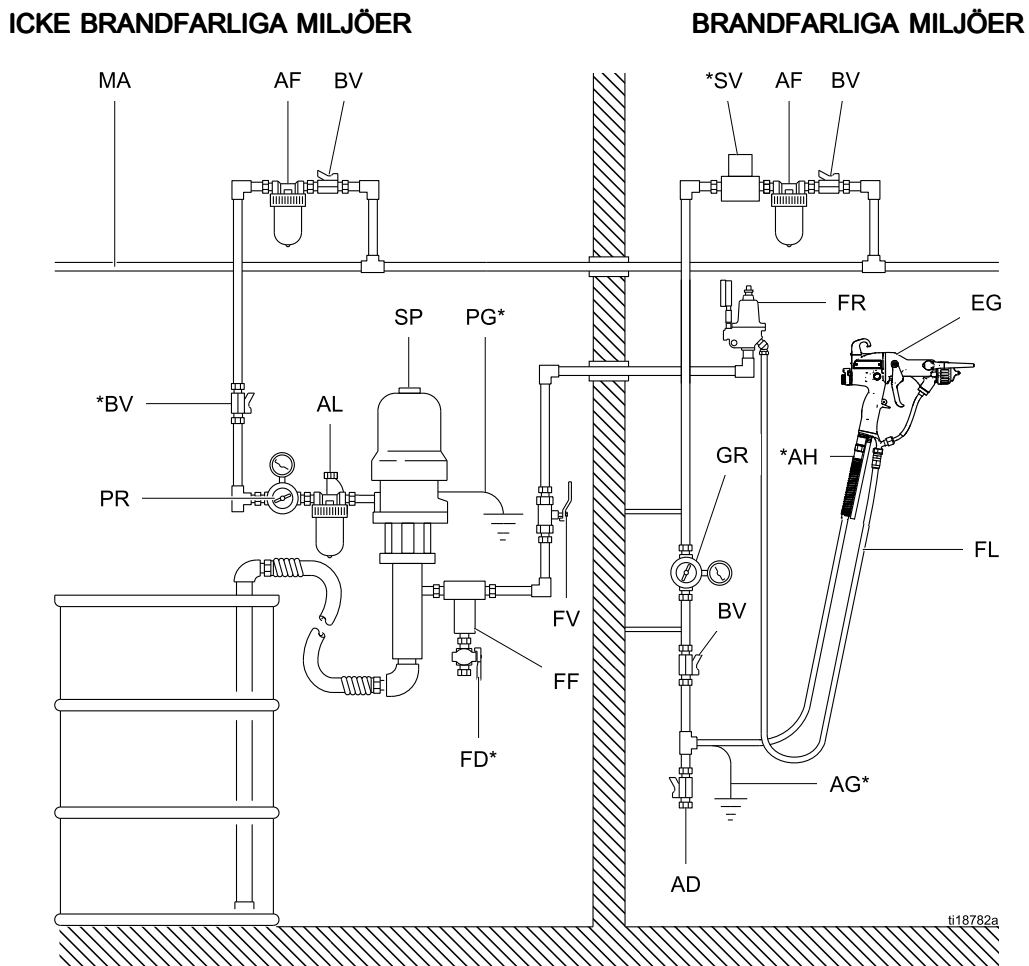 ICKE BRANDFARLIGA MILJÖER BRANDFARLIGA MILJÖER
MA AF BV *SV AF BV
SP PG* FR EG
*BV AL
GR *AH
PR
FL
FV BV
FF
FD* AG*
AD
ti18782a